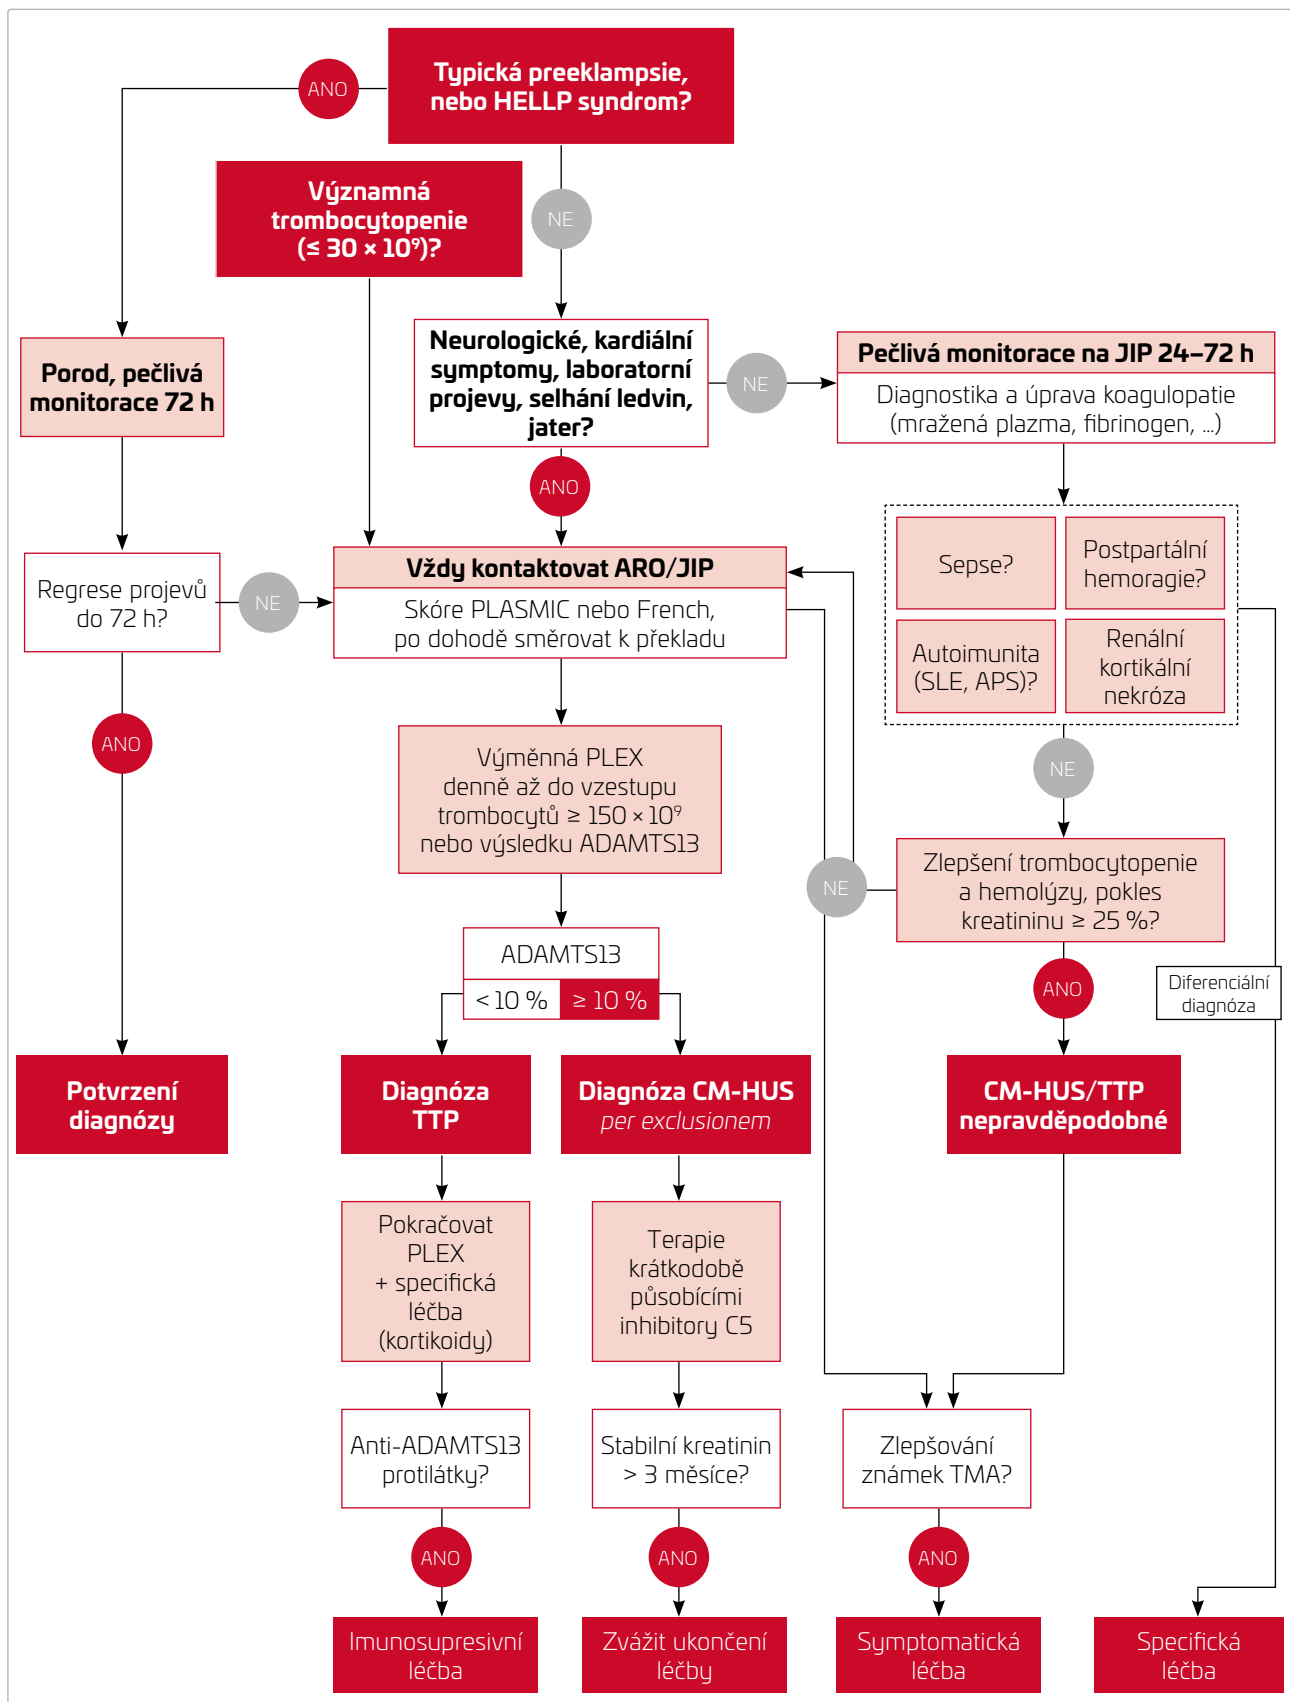 Typická preeklampsie,
nebo HELLP syndrom?
ANO
Významná
trombocytopenie
(≤ 30 × 10⁹)?
NE
Neurologické, kardiální
symptomy, laboratorní
projevy, selhání ledvin,
jater?
NE
Pečlivá monitorace na JIP 24–72 h
Diagnostika a úprava koagulopatie
(mražená plazma, fibrinogen, ...)
Porod, pečlivá
monitorace 72 h
ANO
Sepse?
Postpartální
hemoragie?
Autoimunita
(SLE, APS)?
Renální
kortikální
nekróza
Regrese projevů
do 72 h?
NE
Vždy kontaktovat ARO/JIP
Skóre PLASMIC nebo French,
po dohodě směrovat k překladu
ANO
Výměnná PLEX
denně až do vzestupu
trombocytů ≥ 150 × 10⁹
nebo výsledku ADAMTS13
NE
NE
Zlepšení trombocytopenie
a hemolýzy, pokles
kreatininu ≥ 25 %?
ADAMTS13
< 10 %
≥ 10 %
ANO
Diferenciální
diagnóza
Potvrzení
diagnózy
Diagnóza
TTP
Diagnóza CM-HUS
per exclusionem
CM-HUS/TTP
nepravděpodobné
Pokračovat
PLEX
+ specifická
léčba
(kortikoidy)
Terapie
krátkodobě
působícími
inhibitory C5
Anti-ADAMTS13
protilátky?
Stabilní kreatinin
> 3 měsíce?
Zlepšování
známek TMA?
ANO
ANO
ANO
Imunosupresivní
léčba
Zvážit ukončení
léčby
Symptomatická
léčba
Specifická
léčba